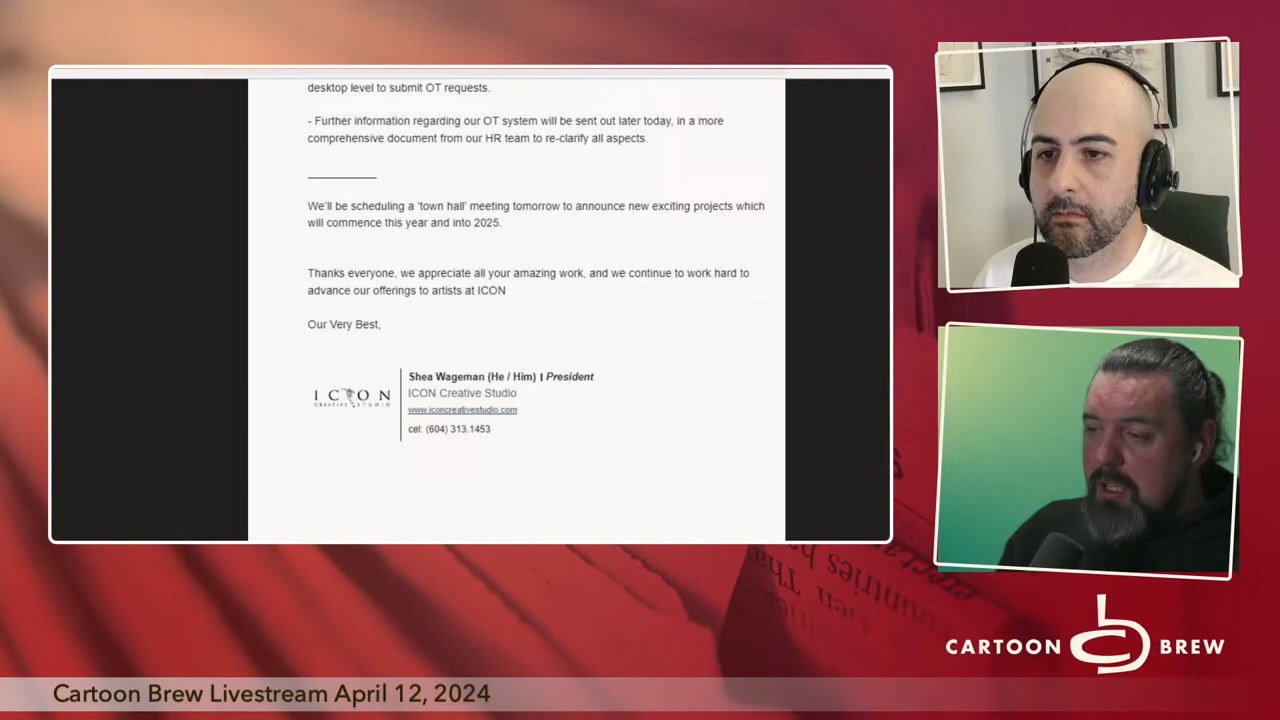 desktop level to submit OT requests.
- Further information regarding our OT system will be sent out later today, in a more
comprehensive document from our HR team to re-clarify all aspects.
We'll be scheduling a 'town hall' meeting tomorrow to announce new exciting projects which
will commence this year and into 2025.
Thanks everyone, we appreciate all your amazing work, and we continue to work hard to
advance our offerings to artists at ICON
Our Very Best,
ICON
CREATIVE STUDIO
Shea Wageman (He / Him) | President
ICON Creative Studio
www.iconcreativestudio.com
cel: (604) 313.1453
CARTOON BREW
Cartoon Brew Livestream April 12, 2024